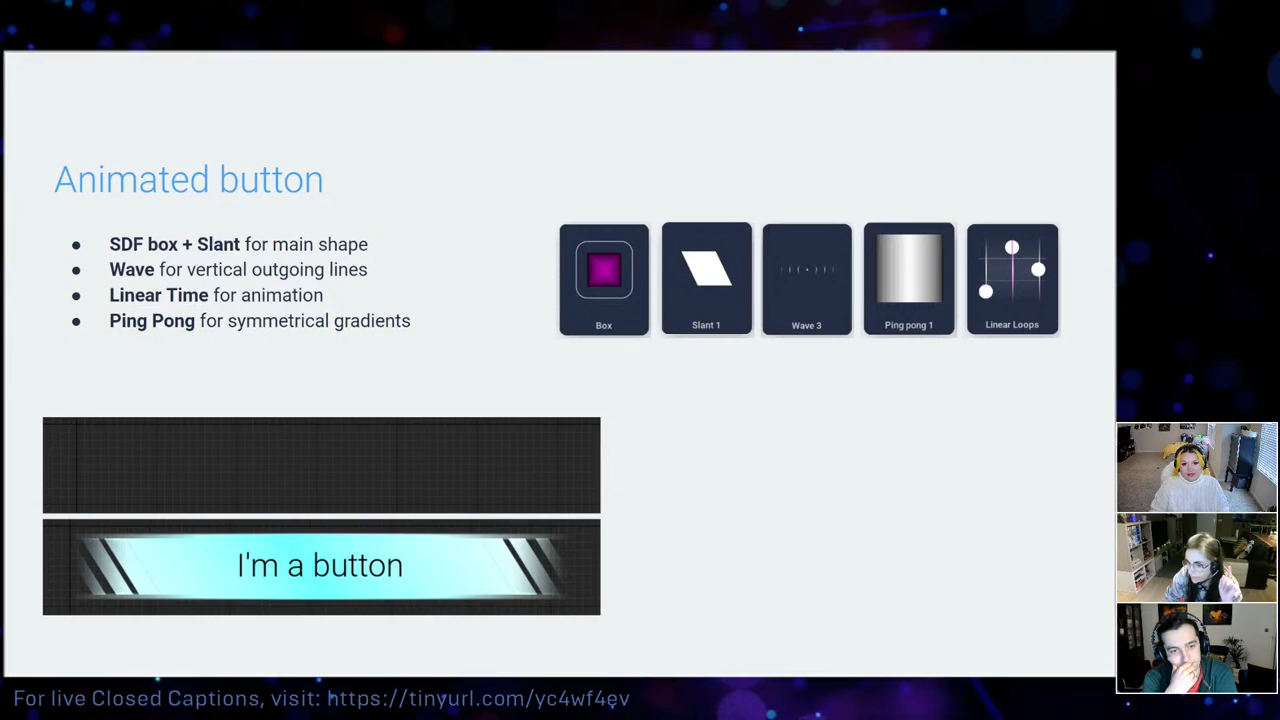 Animated button
● SDF box + Slant for main shape
● Wave for vertical outgoing lines
● Linear Time for animation
● Ping Pong for symmetrical gradients
Box
Slant 1
Wave 3
Ping pong 1
Linear Loops
I'm a button
For live Closed Captions, visit: https://tinyurl.com/yc4wf4ev